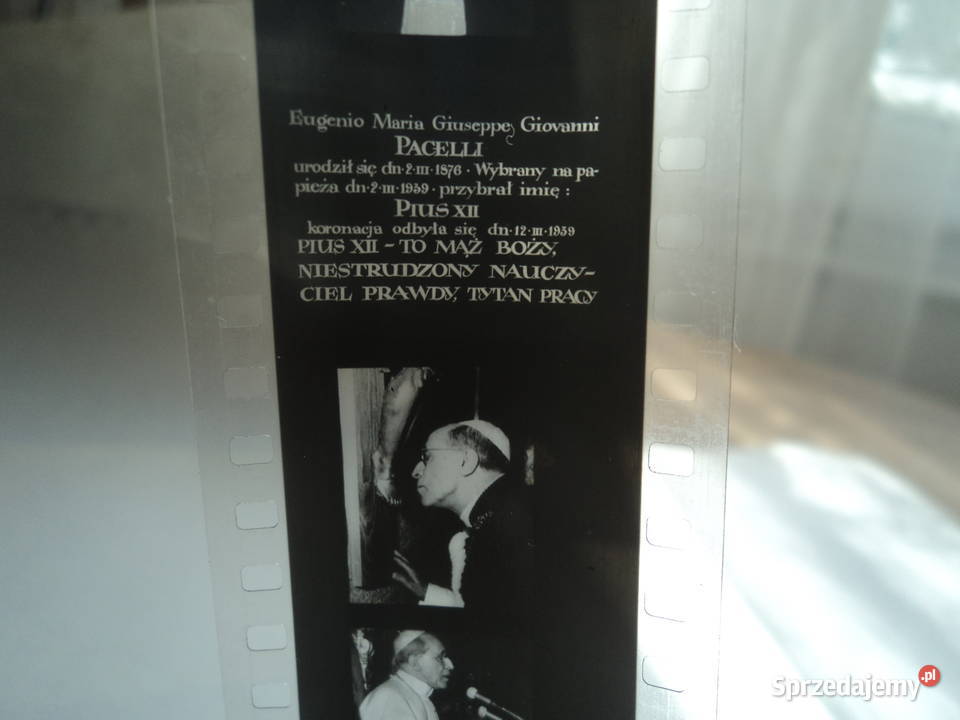 Eugenio Maria Giuseppe Giovanni
PACELLI
urodził się dn·2·III·1876 · Wybrany na pa-
pieża dn·2·III·1939 · przybrał imię :
PIUS XII
koronacja odbyła się dn·12·III·1939
PIUS XII – TO MĄŻ BOŻY,
NIESTRUDZONY NAUCZY-
CIEL PRAWDY, TYTAN PRACY
Sprzedajemy.pl